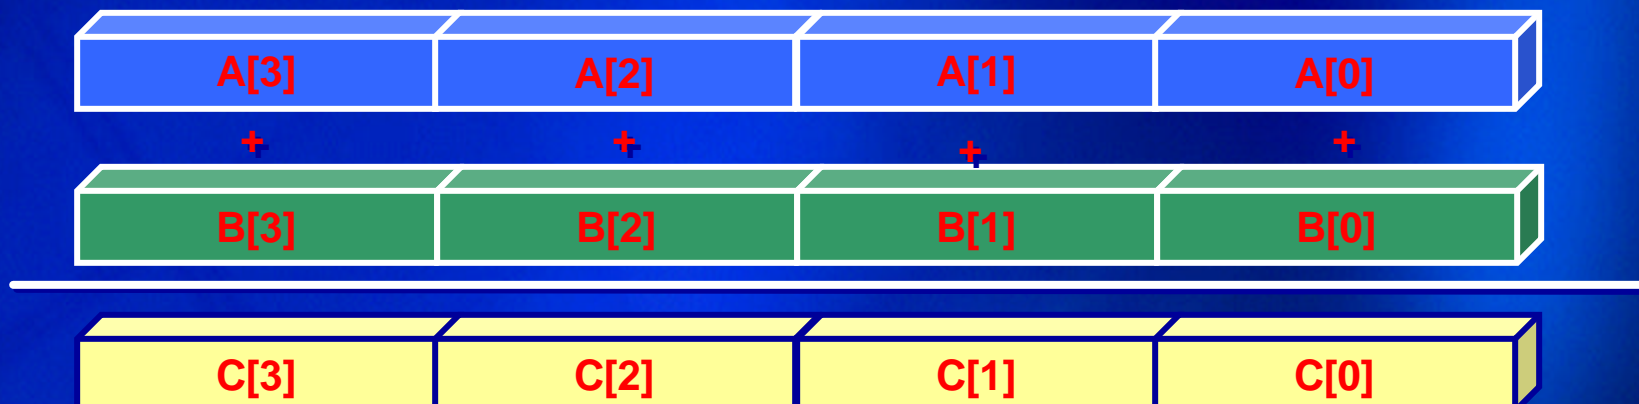 A[3] A[2] A[1] A[0]
+ + + +
B[3] B[2] B[1] B[0]
C[3] C[2] C[1] C[0]